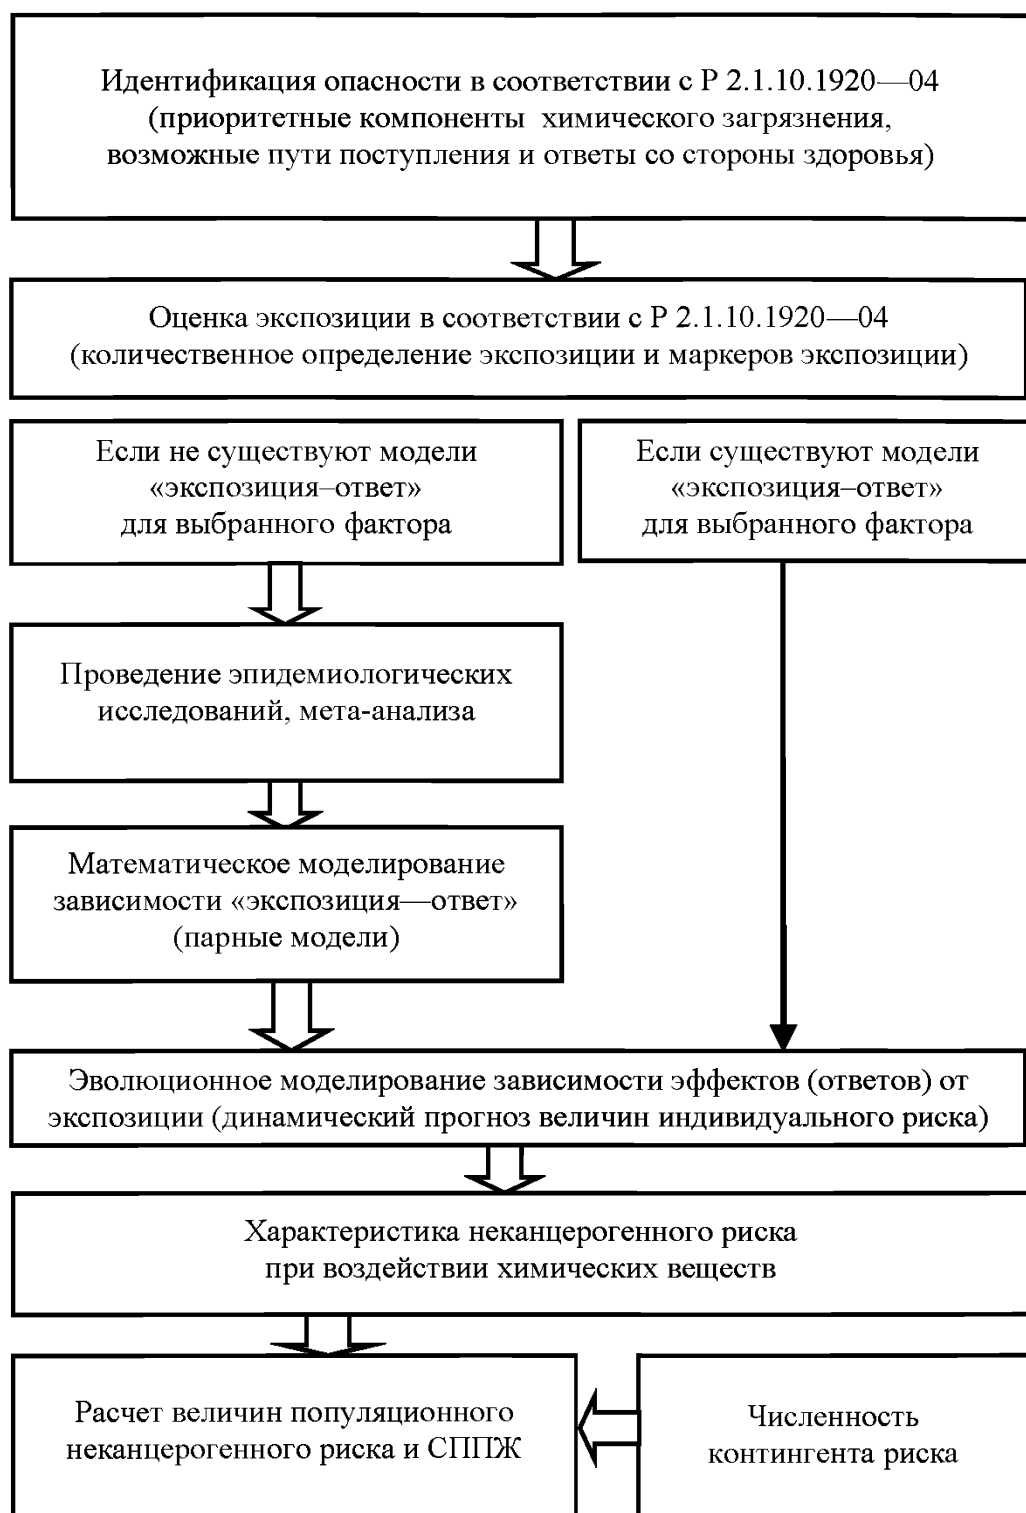 Идентификация опасности в соответствии с Р 2.1.10.1920—04
(приоритетные компоненты химического загрязнения,
возможные пути поступления и ответы со стороны здоровья)
Оценка экспозиции в соответствии с Р 2.1.10.1920—04
(количественное определение экспозиции и маркеров экспозиции)
Если не существуют модели
«экспозиция–ответ»
для выбранного фактора
Если существуют модели
«экспозиция–ответ»
для выбранного фактора
Проведение эпидемиологических
исследований, мета-анализа
Математическое моделирование
зависимости «экспозиция—ответ»
(парные модели)
Эволюционное моделирование зависимости эффектов (ответов) от
экспозиции (динамический прогноз величин индивидуального риска)
Характеристика неканцерогенного риска
при воздействии химических веществ
Расчет величин популяционного
неканцерогенного риска и СППЖ
Численность
контингента риска